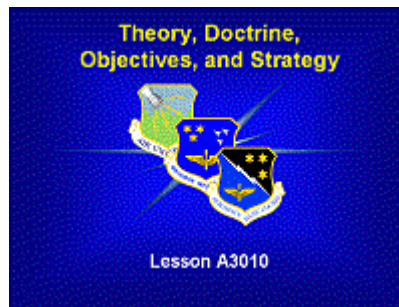 Theory, Doctrine,
Objectives, and Strategy
Lesson A3010